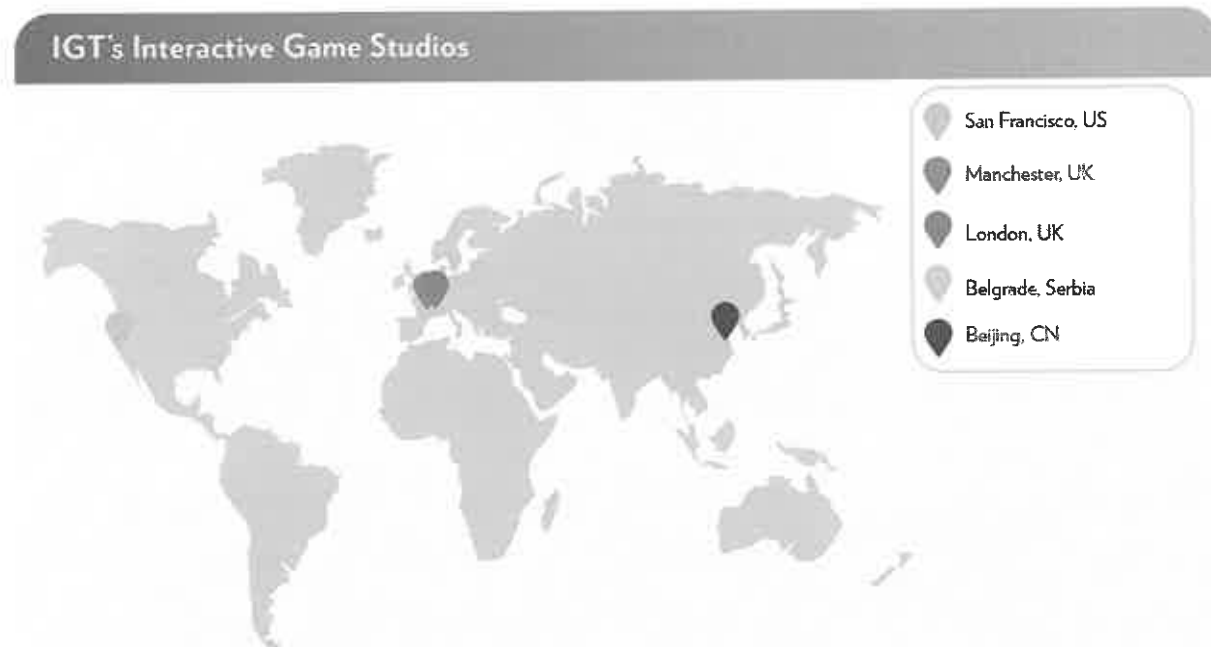 IGT's Interactive Game Studios
San Francisco, US
Manchester, UK
London, UK
Belgrade, Serbia
Beijing, CN